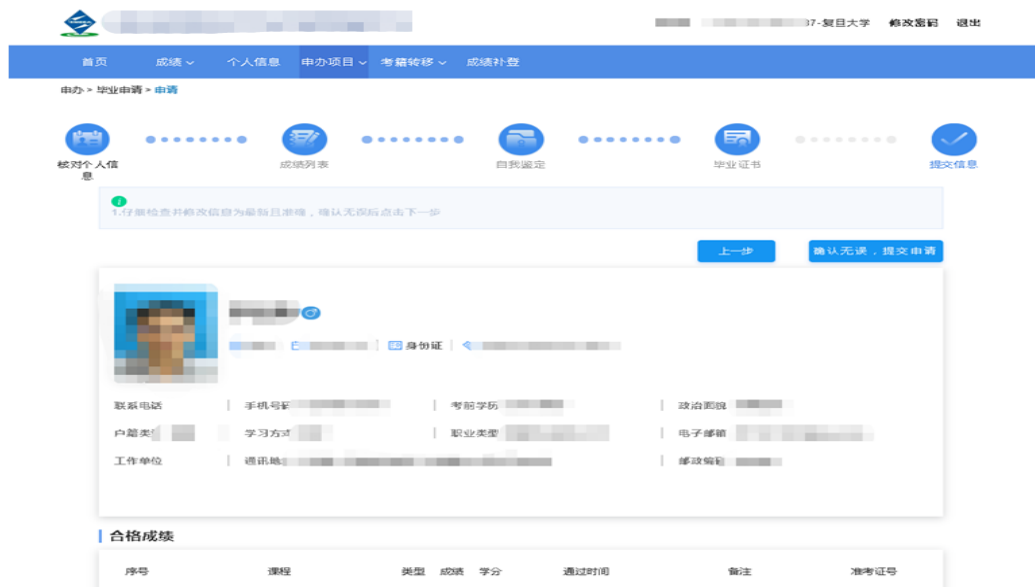 7-复旦大学 修改密码 退出
首页 成绩 个人信息 申办项目 考籍转移 成绩补登
申办 > 毕业申请 > 申请
核对个人信
息
成绩列表 自我鉴定 毕业证书 提交信息
1.仔细检查并修改信息为最新且准确，确认无误后点击下一步
上一步 确认无误，提交申请
身份证
联系电话 手机号码 考前学历 政治面貌
户籍类 学习方式 职业类型 电子邮箱
工作单位 通讯地 邮政编码
合格成绩
序号 课程 类型 成绩 学分 通过时间 备注 准考证号